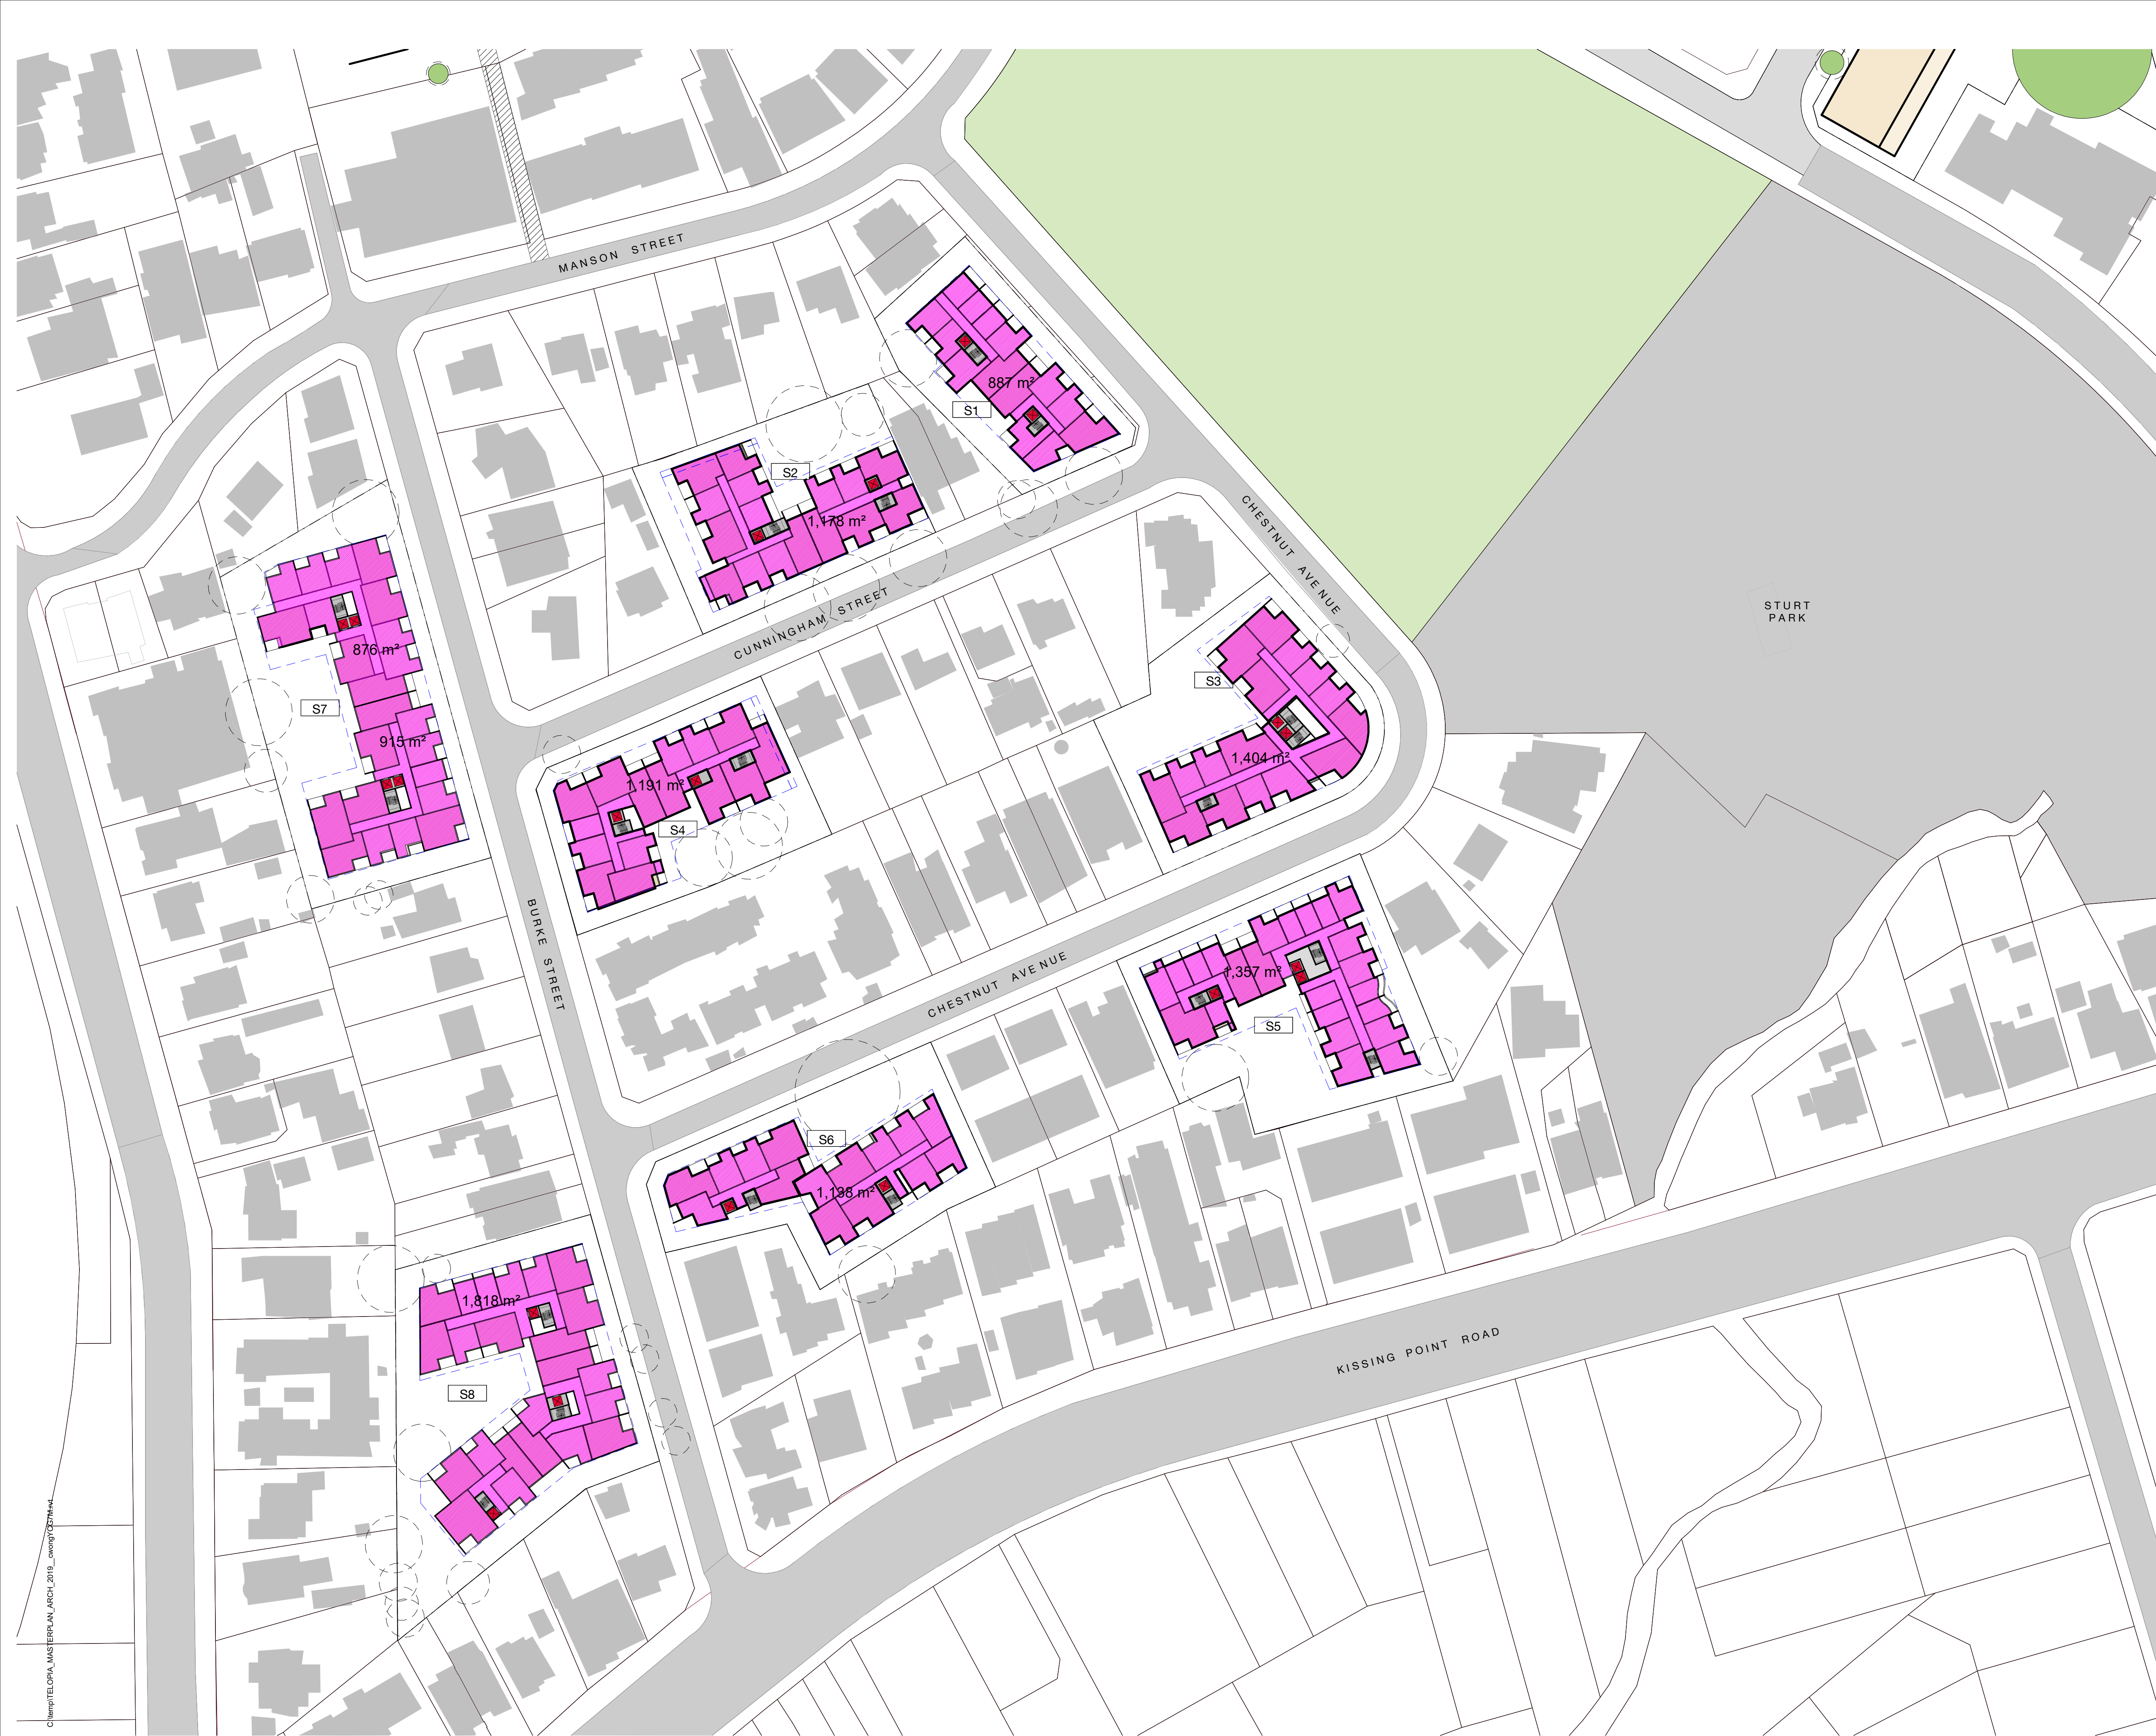 MANSON STREET
887 m²
S1
S2
1,178 m²
CHESTNUT AVENUE
STURT
PARK
CUNNINGHAM STREET
876 m²
S7
915 m²
S3
1,404 m²
1,191 m²
S4
BURKE STREET
CHESTNUT AVENUE
1,357 m²
S5
S6
1,138 m²
1,818 m²
S8
KISSING POINT ROAD